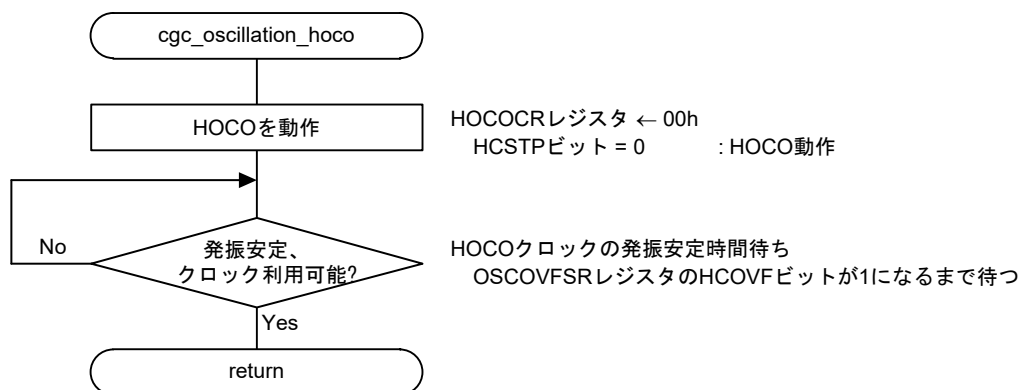 cgc_oscillation_hoco
HOCOを動作
HOCOCRレジスタ ← 00h
HCSTPビット = 0 : HOCO動作
No
発振安定、
クロック利用可能?
HOCOクロックの発振安定時間待ち
OSCOVFSRレジスタのHCOVFビットが1になるまで待つ
Yes
return